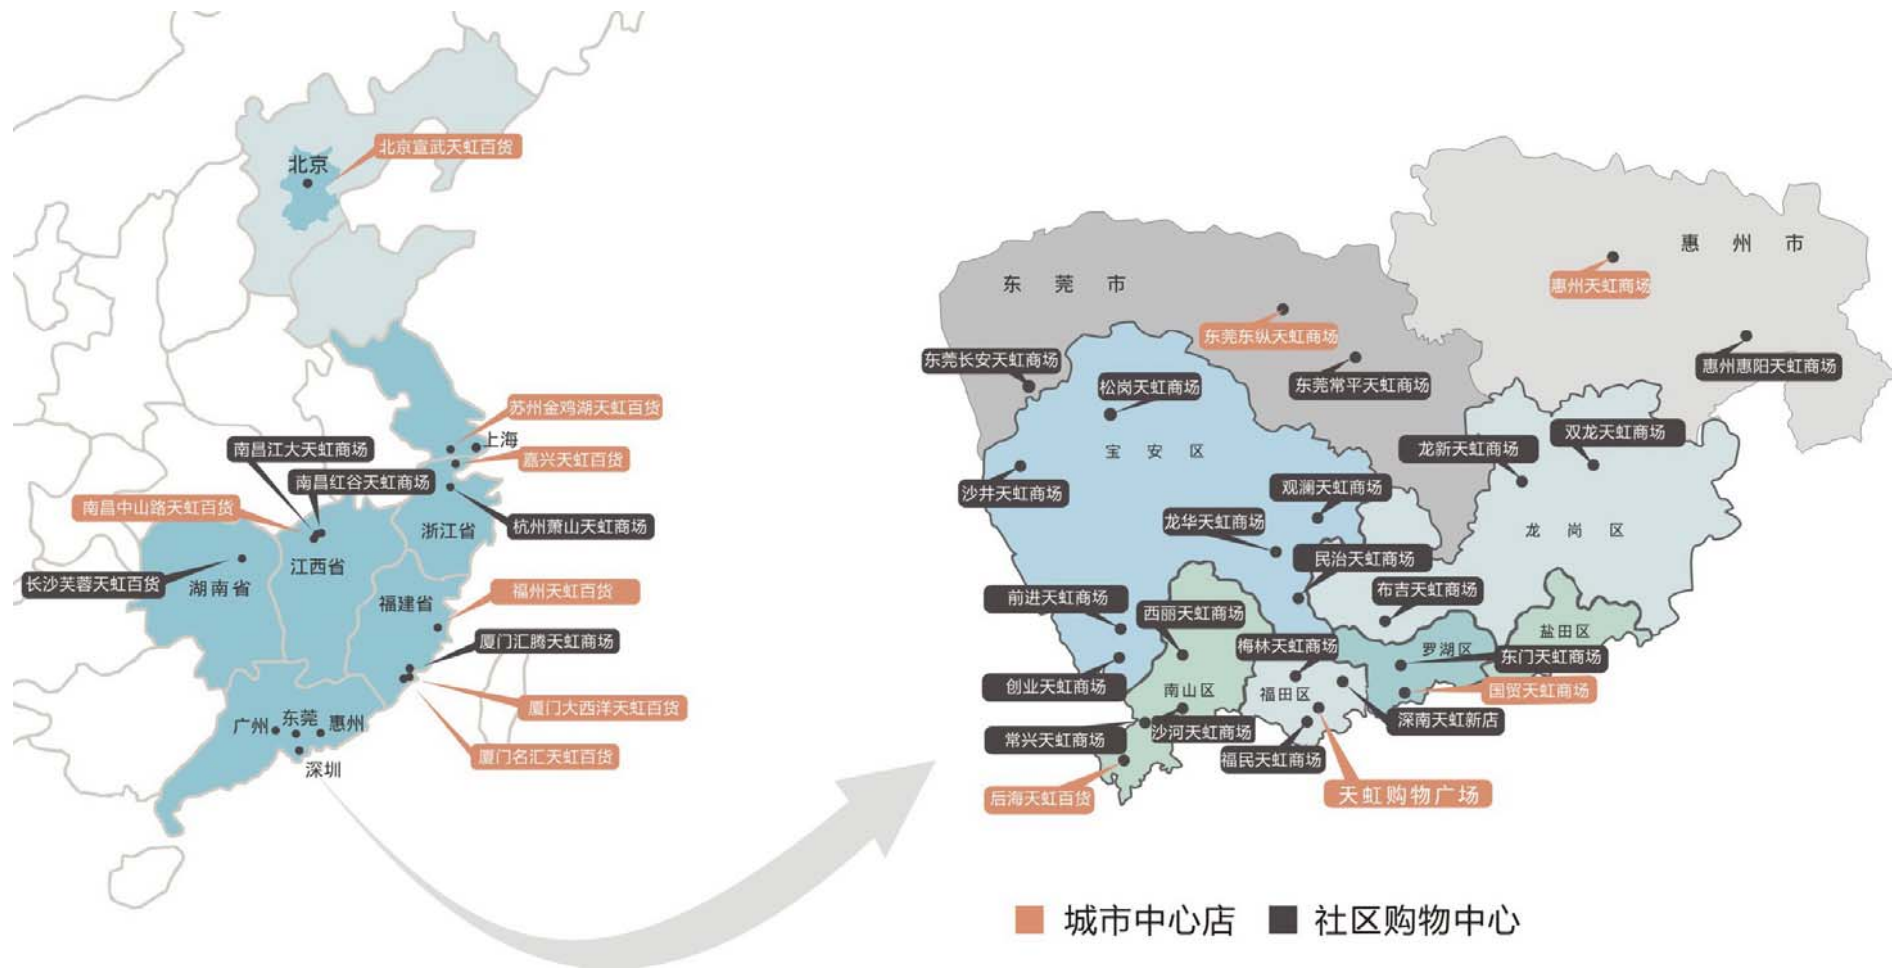 北京宣武天虹百货
北京
苏州金鸡湖天虹百货
上海
南昌江大天虹商场
嘉兴天虹百货
南昌红谷天虹商场
南昌中山路天虹百货
杭州萧山天虹商场
浙江省
江西省
长沙芙蓉天虹百货
湖南省
福州天虹百货
福建省
厦门汇腾天虹商场
厦门大西洋天虹百货
广州
东莞
惠州
厦门名汇天虹百货
深圳
惠州市
惠州天虹商场
东莞市
东莞东纵天虹商场
东莞长安天虹商场
惠州惠阳天虹商场
松岗天虹商场
东莞常平天虹商场
宝安区
龙新天虹商场
双龙天虹商场
沙井天虹商场
观澜天虹商场
龙华天虹商场
龙岗区
民治天虹商场
前进天虹商场
西丽天虹商场
布吉天虹商场
盐田区
梅林天虹商场
罗湖区
东门天虹商场
创业天虹商场
南山区
福田区
国贸天虹商场
深南天虹新店
常兴天虹商场
沙河天虹商场
福民天虹商场
后海天虹百货
天虹购物广场
城市中心店
社区购物中心